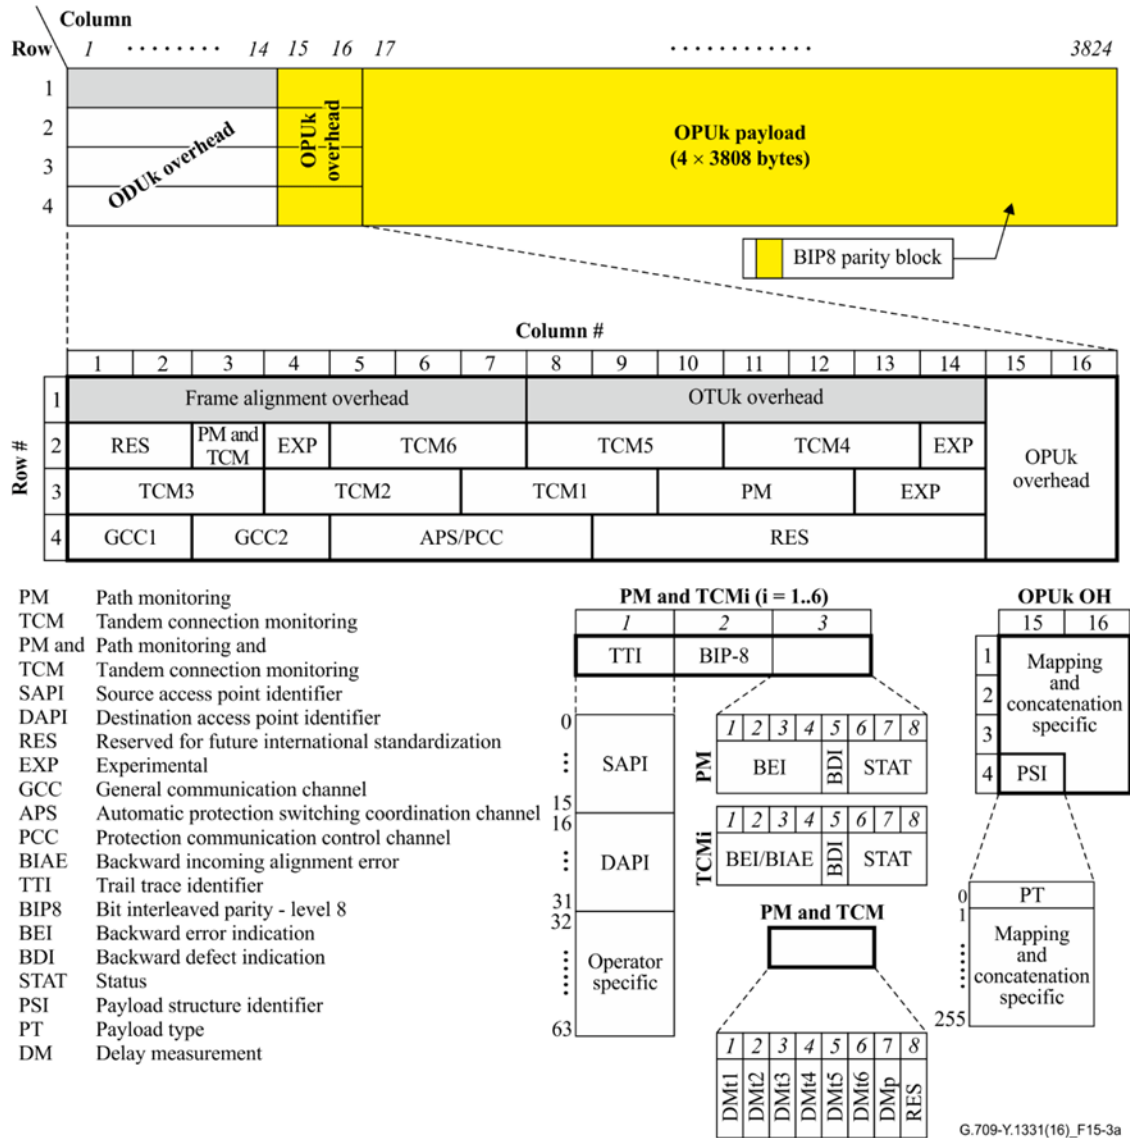 Column
Row 1 ········ 14 15 16 17 ············ 3824
1
2
3
4
ODUk overhead
OPUk overhead
OPUk payload
(4 × 3808 bytes)
BIP8 parity block
Column #
1 2 3 4 5 6 7 8 9 10 11 12 13 14 15 16
Row #
1 Frame alignment overhead OTUk overhead
2 RES PM and TCM EXP TCM6 TCM5 TCM4 EXP
3 TCM3 TCM2 TCM1 PM EXP
4 GCC1 GCC2 APS/PCC RES
OPUk overhead
PM Path monitoring
TCM Tandem connection monitoring
PM and Path monitoring and
TCM Tandem connection monitoring
SAPI Source access point identifier
DAPI Destination access point identifier
RES Reserved for future international standardization
EXP Experimental
GCC General communication channel
APS Automatic protection switching coordination channel
PCC Protection communication control channel
BIAE Backward incoming alignment error
TTI Trail trace identifier
BIP8 Bit interleaved parity - level 8
BEI Backward error indication
BDI Backward defect indication
STAT Status
PSI Payload structure identifier
PT Payload type
DM Delay measurement
PM and TCMi (i = 1..6)
1 2 3
TTI BIP-8
0
SAPI
15
16
DAPI
31
32
Operator
specific
63
PM
1 2 3 4 5 6 7 8
BEI BDI STAT
TCMi
1 2 3 4 5 6 7 8
BEI/BIAE BDI STAT
PM and TCM
1 2 3 4 5 6 7 8
DMt1 DMt2 DMt3 DMt4 DMt5 DMt6 DMp RES
OPUk OH
15 16
1
2
3
4
Mapping
and
concatenation
specific
PSI
0 PT
1
Mapping
and
concatenation
specific
255
G.709-Y.1331(16)_F15-3a